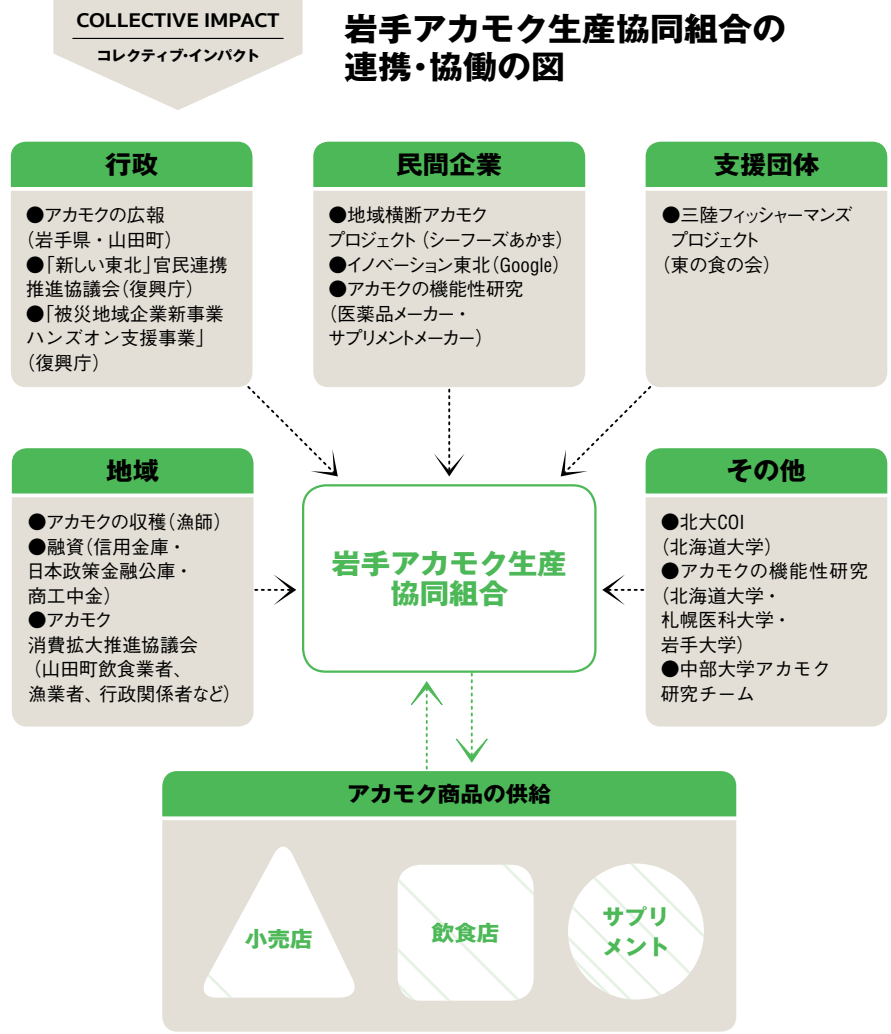 COLLECTIVE IMPACT
コレクティブ・インパクト
岩手アカモク生産協同組合の
連携・協働の図
行政
●アカモクの広報
(岩手県・山田町)
●「新しい東北」官民連携
推進協議会(復興庁)
●「被災地域企業新事業
ハンズオン支援事業」
(復興庁)
民間企業
●地域横断アカモク
プロジェクト(シーフーズあかま)
●イノベーション東北(Google)
●アカモクの機能性研究
(医薬品メーカー・
サプリメントメーカー)
支援団体
●三陸フィッシャーマンズ
プロジェクト
(東の食の会)
地域
●アカモクの収穫(漁師)
●融資(信用金庫・
日本政策金融公庫・
商工中金)
●アカモク
消費拡大推進協議会
(山田町飲食業者、
漁業者、行政関係者など)
岩手アカモク生産
協同組合
その他
●北大COI
(北海道大学)
●アカモクの機能性研究
(北海道大学・
札幌医科大学・
岩手大学)
●中部大学アカモク
研究チーム
アカモク商品の供給
小売店
飲食店
サプリ
メント